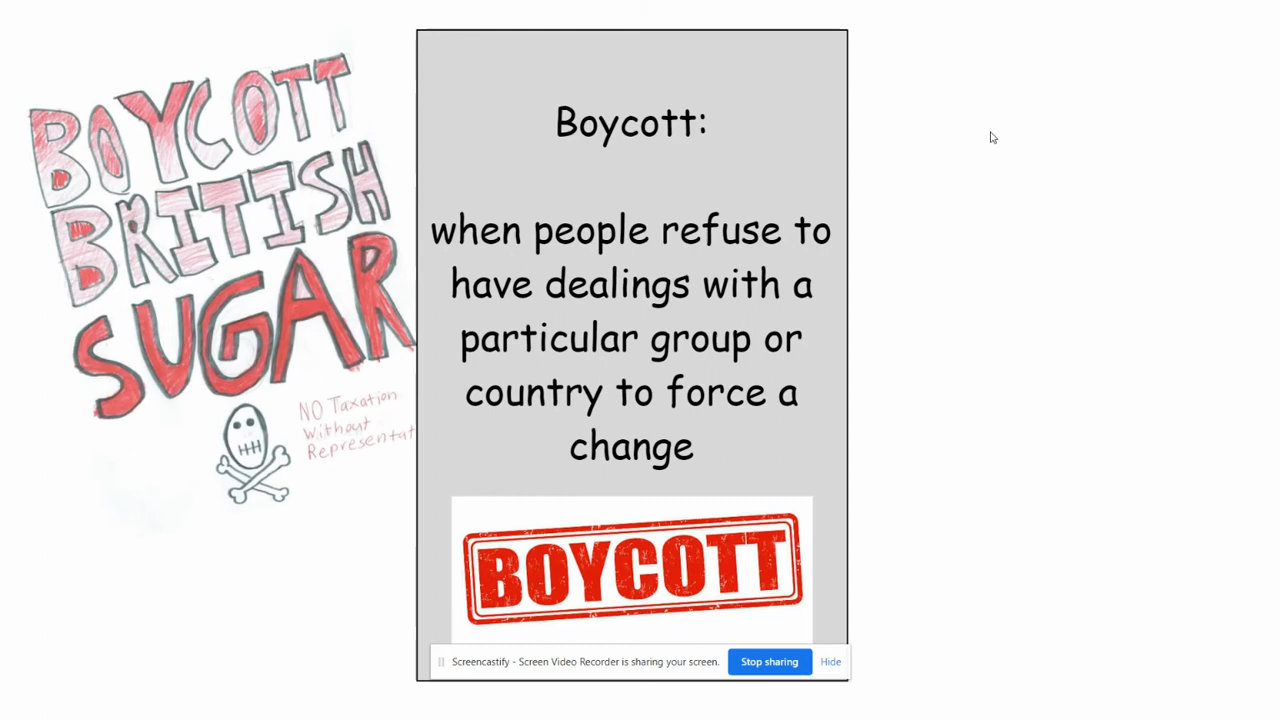 BOYCOTT
BRITISH
SUGAR
NO Taxation
Without
Boycott:
when people refuse to
have dealings with a
particular group or
country to force a
change
BOYCOTT
Screencastify - Screen Video Recorder is sharing your screen.
Stop sharing
Hide